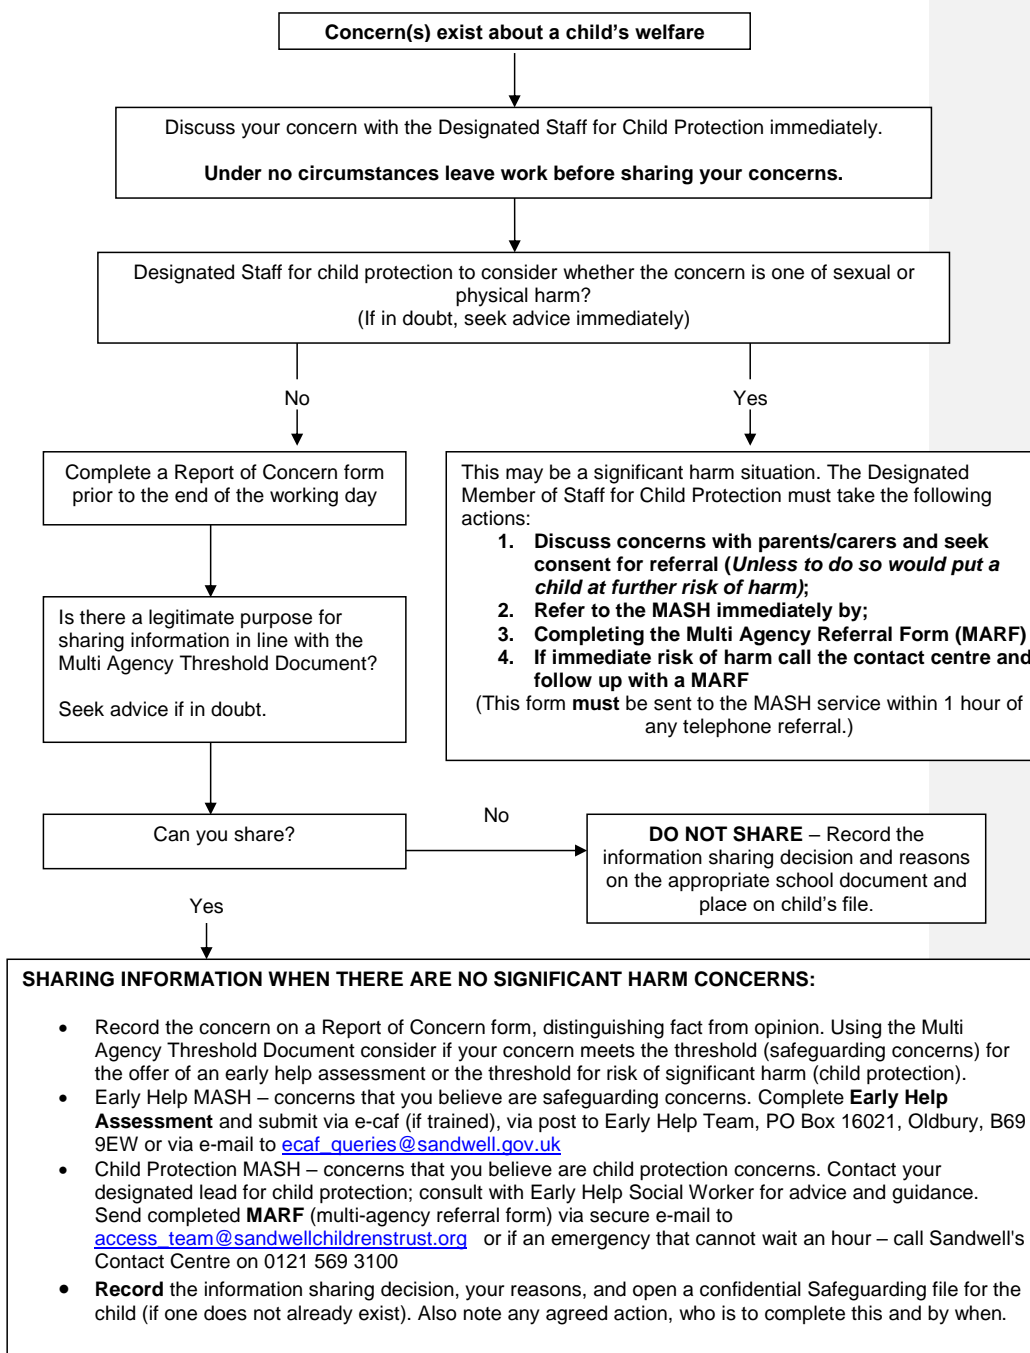 Concern(s) exist about a child's welfare
Discuss your concern with the Designated Staff for Child Protection immediately.
Under no circumstances leave work before sharing your concerns.
Designated Staff for child protection to consider whether the concern is one of sexual or
physical harm?
(If in doubt, seek advice immediately)
No
Yes
Complete a Report of Concern form
prior to the end of the working day
This may be a significant harm situation. The Designated
Member of Staff for Child Protection must take the following
actions:
1. Discuss concerns with parents/carers and seek
consent for referral (Unless to do so would put a
child at further risk of harm);
2. Refer to the MASH immediately by;
3. Completing the Multi Agency Referral Form (MARF)
4. If immediate risk of harm call the contact centre and
follow up with a MARF
(This form must be sent to the MASH service within 1 hour of
any telephone referral.)
Is there a legitimate purpose for
sharing information in line with the
Multi Agency Threshold Document?
Seek advice if in doubt.
Can you share?
No
DO NOT SHARE – Record the
information sharing decision and reasons
on the appropriate school document and
place on child's file.
Yes
SHARING INFORMATION WHEN THERE ARE NO SIGNIFICANT HARM CONCERNS:
• Record the concern on a Report of Concern form, distinguishing fact from opinion. Using the Multi
Agency Threshold Document consider if your concern meets the threshold (safeguarding concerns) for
the offer of an early help assessment or the threshold for risk of significant harm (child protection).
• Early Help MASH – concerns that you believe are safeguarding concerns. Complete Early Help
Assessment and submit via e-caf (if trained), via post to Early Help Team, PO Box 16021, Oldbury, B69
9EW or via e-mail to ecaf_queries@sandwell.gov.uk
• Child Protection MASH – concerns that you believe are child protection concerns. Contact your
designated lead for child protection; consult with Early Help Social Worker for advice and guidance.
Send completed MARF (multi-agency referral form) via secure e-mail to
access_team@sandwellchildrenstrust.org or if an emergency that cannot wait an hour – call Sandwell's
Contact Centre on 0121 569 3100
• Record the information sharing decision, your reasons, and open a confidential Safeguarding file for the
child (if one does not already exist). Also note any agreed action, who is to complete this and by when.